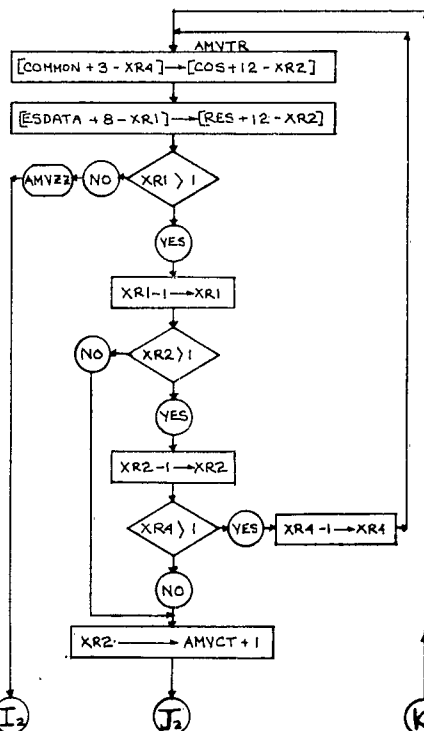 AMVTR
[COMMON + 3 - XR4] → [COS + 12 - XR2]
[ESDATA + 8 - XR1] → [RES + 12 - XR2]
AMVZZ
NO
XR1 > 1
YES
XR1 - 1 → XR1
NO
XR2 > 1
YES
XR2 - 1 → XR2
XR4 > 1
YES
XR4 - 1 → XR4
NO
XR2 → AMVCT + 1
I2
J2
K